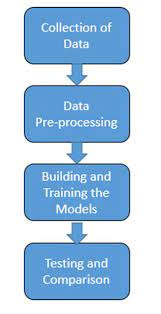 Collection of
Data
Data
Pre-processing
Building and
Training the
Models
Testing and
Comparison